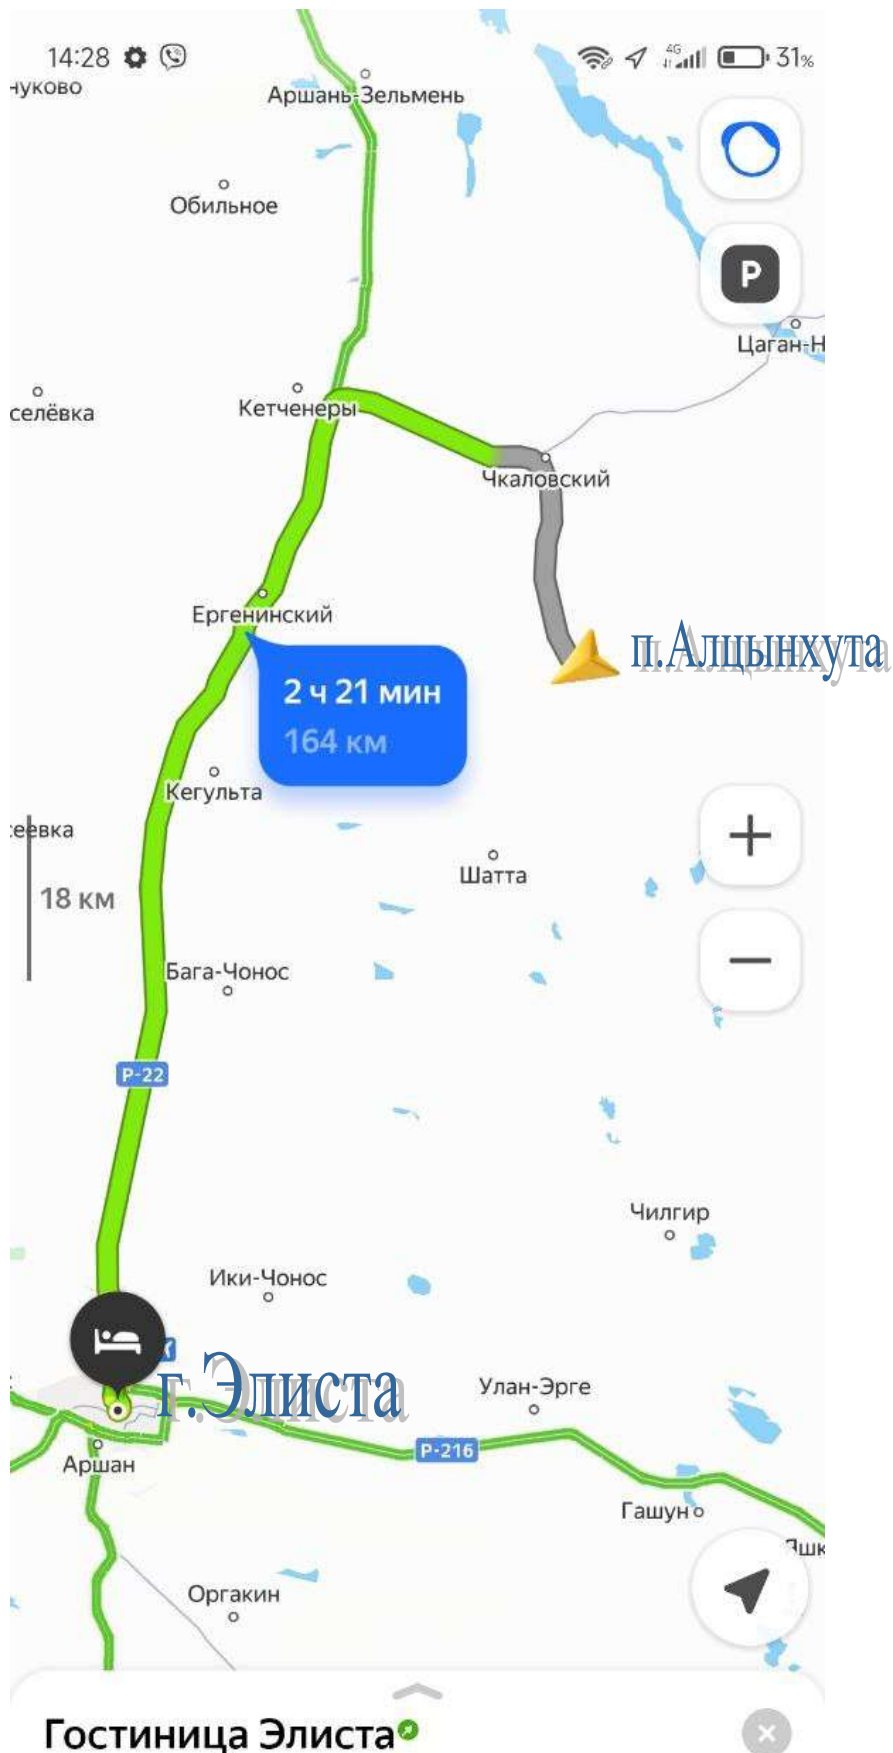 14:28
4G
31%
нуково
Аршань-Зельмень
Обильное
P
Цаган-Н
селёвка
Кетченеры
Чкаловский
Ергенинский
п.Алцынхута
2 ч 21 мин
164 км
Кегульта
сеевка
Шатта
18 км
Бага-Чонос
Р-22
Чилгир
Ики-Чонос
г.Элиста
Улан-Эрге
Р-216
Аршан
Гашун
Яшк
Оргакин
Гостиница Элиста